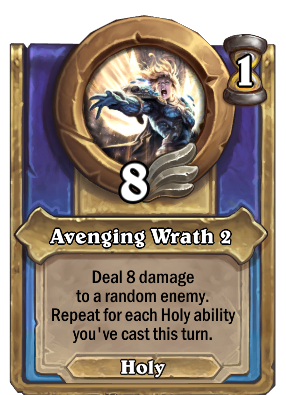 1
8
Avenging Wrath 2
Deal 8 damage
to a random enemy.
Repeat for each Holy ability
you've cast this turn.
Holy